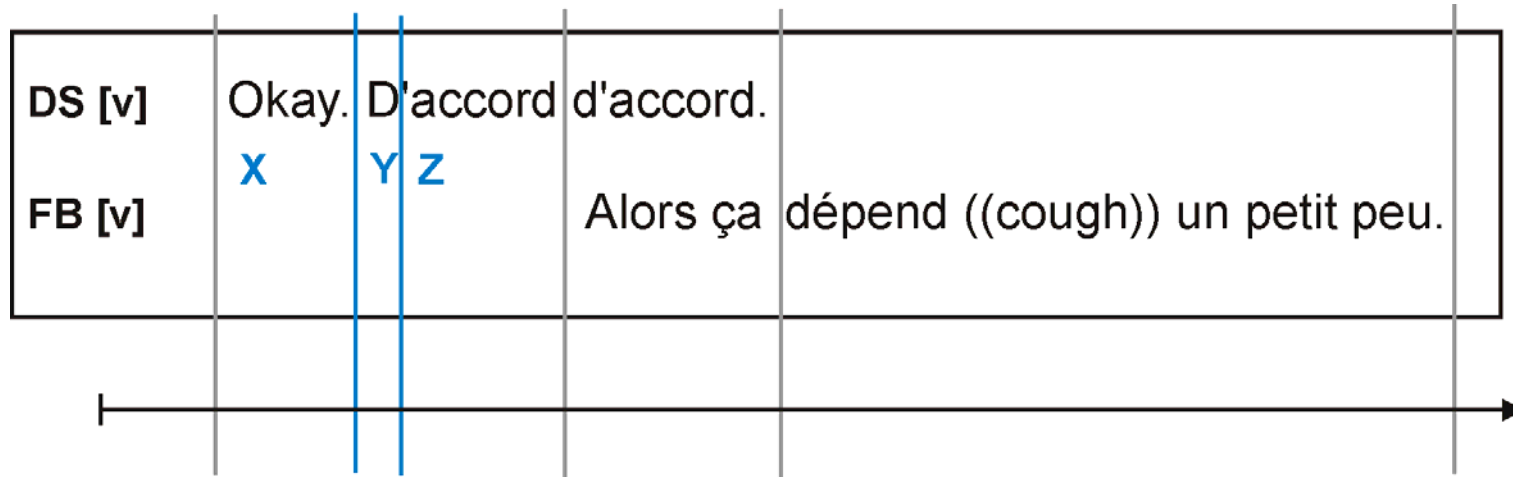 DS [v] Okay. D'accord d'accord.
X Y Z
FB [v] Alors ça dépend ((cough)) un petit peu.